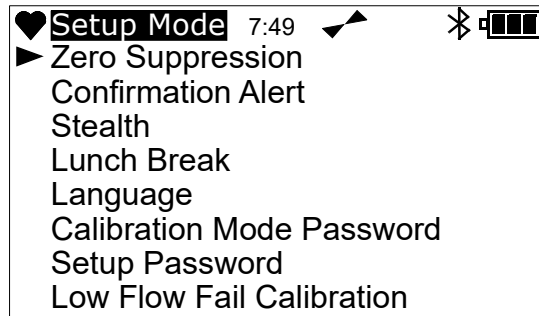 Setup Mode 7:49
Zero Suppression
Confirmation Alert
Stealth
Lunch Break
Language
Calibration Mode Password
Setup Password
Low Flow Fail Calibration